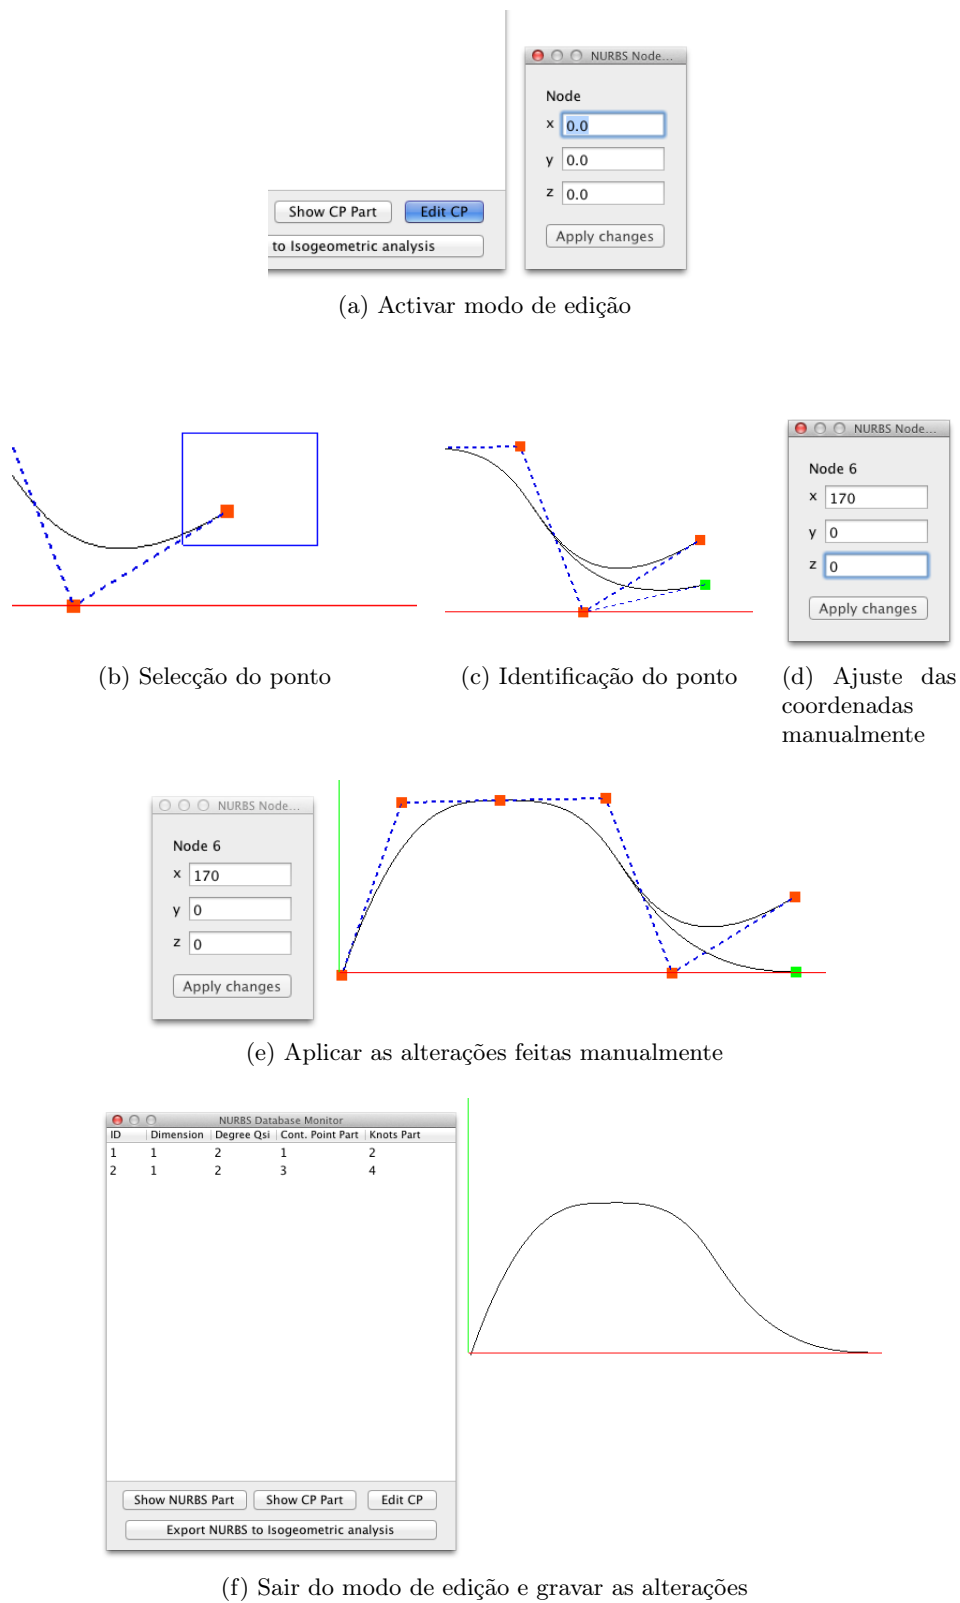 NURBS Node...
Node
x 0.0
y 0.0
z 0.0
Apply changes
Show CP Part Edit CP
to Isogeometric analysis
(a) Activar modo de edição
(b) Selecção do ponto
(c) Identificação do ponto
NURBS Node...
Node 6
x 170
y 0
z 0
Apply changes
(d) Ajuste das
coordenadas
manualmente
NURBS Node...
Node 6
x 170
y 0
z 0
Apply changes
(e) Aplicar as alterações feitas manualmente
NURBS Database Monitor
ID Dimension Degree Qsi Cont. Point Part Knots Part
1 1 2 1 2
2 1 2 3 4
Show NURBS Part Show CP Part Edit CP
Export NURBS to Isogeometric analysis
(f) Sair do modo de edição e gravar as alterações